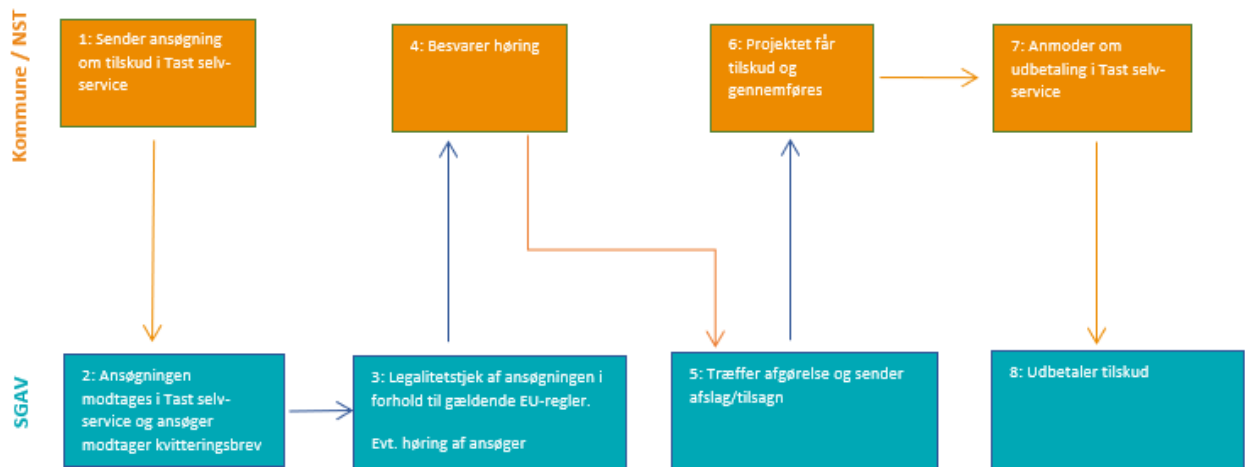 Kommune / NST
1: Sender ansøgning
om tilskud i Tast selv-
service
4: Besvarer høring
6: Projektet får
tilskud og
gennemføres
7: Anmoder om
udbetaling i Tast selv-
service
SGAV
2: Ansøgningen
modtages i Tast selv-
service og ansøger
modtager kvitteringsbrev
3: Legalitetstjek af ansøgningen i
forhold til gældende EU-regler.
Evt. høring af ansøger
5: Træffer afgørelse og sender
afslag/tilsagn
8: Udbetaler tilskud